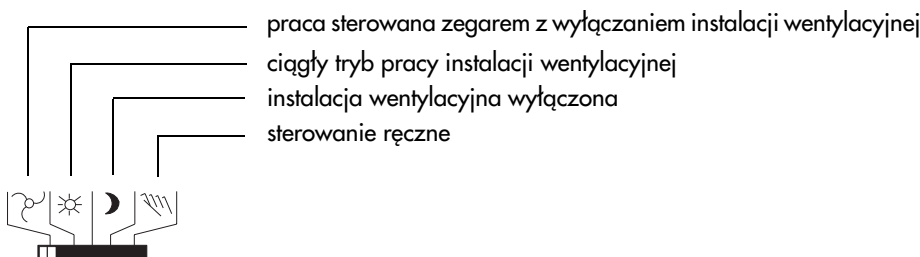 praca sterowana zegarem z wyłączaniem instalacji wentylacyjnej
ciągły tryb pracy instalacji wentylacyjnej
instalacja wentylacyjna wyłączona
sterowanie ręczne